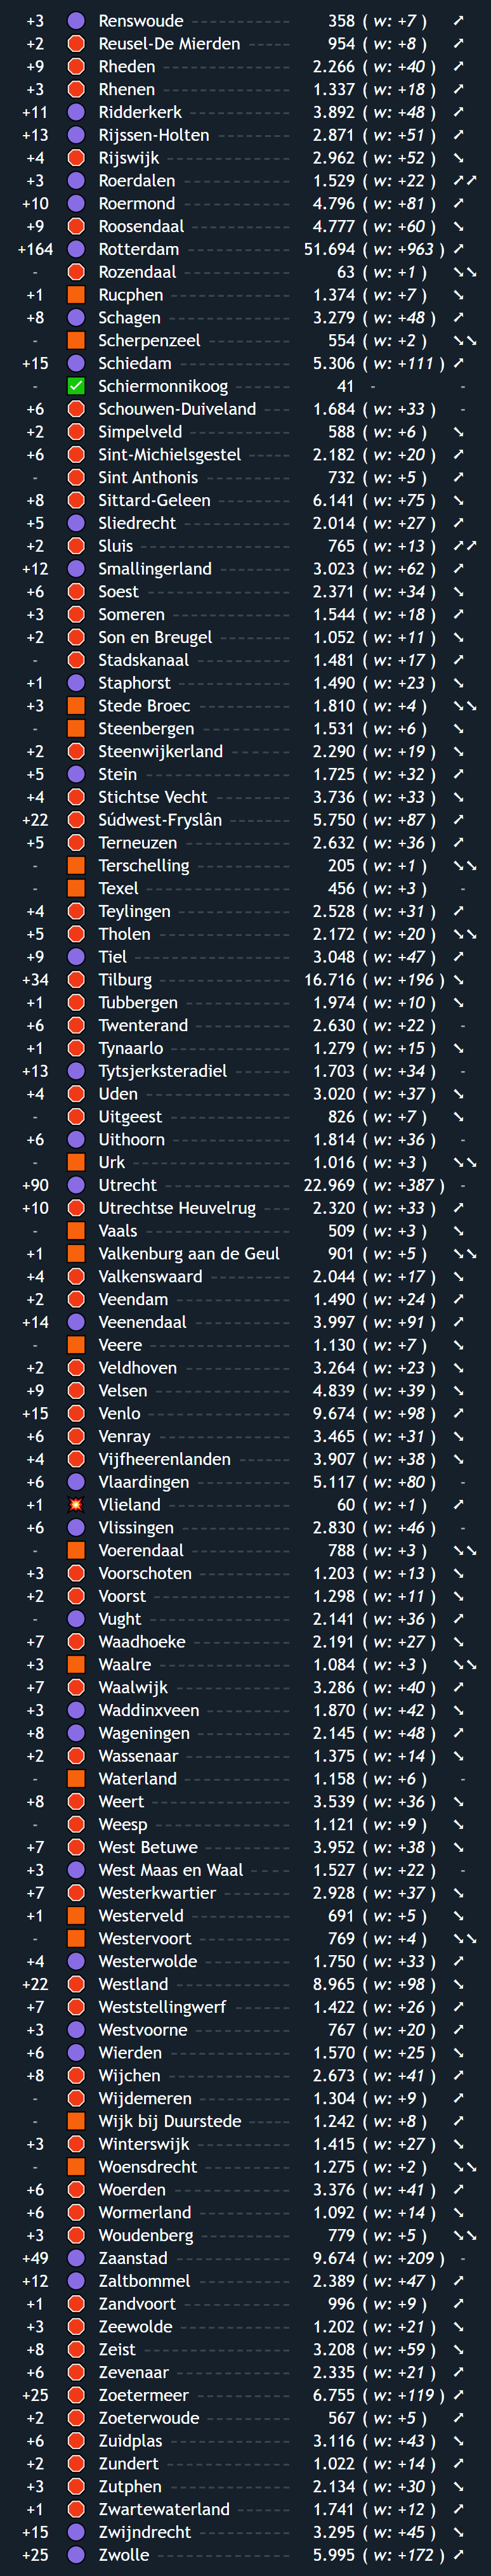 +3 Renswoude 358 ( w: +7 ) ➚
+2 Reusel-De Mierden 954 ( w: +8 ) ➚
+9 Rheden 2.266 ( w: +40 ) ➚
+3 Rhenen 1.337 ( w: +18 ) ➚
+11 Ridderkerk 3.892 ( w: +48 ) ➚
+13 Rijssen-Holten 2.871 ( w: +51 ) ➚
+4 Rijswijk 2.962 ( w: +52 ) ➘
+3 Roerdalen 1.529 ( w: +22 ) ➚➚
+10 Roermond 4.796 ( w: +81 ) ➚
+9 Roosendaal 4.777 ( w: +60 ) ➘
+164 Rotterdam 51.694 ( w: +963 ) ➚
- Rozendaal 63 ( w: +1 ) ➘➘
+1 Rucphen 1.374 ( w: +7 ) ➘
+8 Schagen 3.279 ( w: +48 ) ➚
- Scherpenzeel 554 ( w: +2 ) ➘➘
+15 Schiedam 5.306 ( w: +111 ) ➚
- Schiermonnikoog 41 - -
+6 Schouwen-Duiveland 1.684 ( w: +33 ) -
+2 Simpelveld 588 ( w: +6 ) ➘
+6 Sint-Michielsgestel 2.182 ( w: +20 ) ➚
- Sint Anthonis 732 ( w: +5 ) ➚
+8 Sittard-Geleen 6.141 ( w: +75 ) ➘
+5 Sliedrecht 2.014 ( w: +27 ) ➚
+2 Sluis 765 ( w: +13 ) ➚➚
+12 Smallingerland 3.023 ( w: +62 ) ➚
+6 Soest 2.371 ( w: +34 ) ➘
+3 Someren 1.544 ( w: +18 ) ➚
+2 Son en Breugel 1.052 ( w: +11 ) ➘
- Stadskanaal 1.481 ( w: +17 ) ➚
+1 Staphorst 1.490 ( w: +23 ) ➘
+3 Stede Broec 1.810 ( w: +4 ) ➘➘
- Steenbergen 1.531 ( w: +6 ) ➘
+2 Steenwijkerland 2.290 ( w: +19 ) ➘
+5 Stein 1.725 ( w: +32 ) ➚
+4 Stichtse Vecht 3.736 ( w: +33 ) ➘
+22 Súdwest-Fryslân 5.750 ( w: +87 ) ➚
+5 Terneuzen 2.632 ( w: +36 ) ➚
- Terschelling 205 ( w: +1 ) ➘➘
- Texel 456 ( w: +3 ) -
+4 Teylingen 2.528 ( w: +31 ) ➚
+5 Tholen 2.172 ( w: +20 ) ➘➘
+9 Tiel 3.048 ( w: +47 ) ➚
+34 Tilburg 16.716 ( w: +196 ) ➘
+1 Tubbergen 1.974 ( w: +10 ) ➘
+6 Twenterand 2.630 ( w: +22 ) -
+1 Tynaarlo 1.279 ( w: +15 ) ➘
+13 Tytsjerksteradiel 1.703 ( w: +34 ) -
+4 Uden 3.020 ( w: +37 ) ➘
- Uitgeest 826 ( w: +7 ) ➘
+6 Uithoorn 1.814 ( w: +36 ) -
- Urk 1.016 ( w: +3 ) ➘➘
+90 Utrecht 22.969 ( w: +387 ) -
+10 Utrechtse Heuvelrug 2.320 ( w: +33 ) ➚
- Vaals 509 ( w: +3 ) ➘
+1 Valkenburg aan de Geul 901 ( w: +5 ) ➘➘
+4 Valkenswaard 2.044 ( w: +17 ) ➘
+2 Veendam 1.490 ( w: +24 ) ➚
+14 Veenendaal 3.997 ( w: +91 ) ➚
- Veere 1.130 ( w: +7 ) ➘
+2 Veldhoven 3.264 ( w: +23 ) ➘
+9 Velsen 4.839 ( w: +39 ) ➘
+15 Venlo 9.674 ( w: +98 ) ➚
+6 Venray 3.465 ( w: +31 ) ➘
+4 Vijfheerenlanden 3.907 ( w: +38 ) ➘
+6 Vlaardingen 5.117 ( w: +80 ) -
+1 Vlieland 60 ( w: +1 ) ➚
+6 Vlissingen 2.830 ( w: +46 ) -
- Voerendaal 788 ( w: +3 ) ➘➘
+3 Voorschoten 1.203 ( w: +13 ) ➘
+2 Voorst 1.298 ( w: +11 ) ➘
- Vught 2.141 ( w: +36 ) ➚
+7 Waadhoeke 2.191 ( w: +27 ) ➘
+3 Waalre 1.084 ( w: +3 ) ➘➘
+7 Waalwijk 3.286 ( w: +40 ) ➚
+3 Waddinxveen 1.870 ( w: +42 ) ➘
+8 Wageningen 2.145 ( w: +48 ) ➚
+2 Wassenaar 1.375 ( w: +14 ) ➘
- Waterland 1.158 ( w: +6 ) -
+8 Weert 3.539 ( w: +36 ) ➘
- Weesp 1.121 ( w: +9 ) ➘
+7 West Betuwe 3.952 ( w: +38 ) ➘
+3 West Maas en Waal 1.527 ( w: +22 ) -
+7 Westerkwartier 2.928 ( w: +37 ) ➘
+1 Westerveld 691 ( w: +5 ) ➘
- Westervoort 769 ( w: +4 ) ➘➘
+4 Westerwolde 1.750 ( w: +33 ) ➚
+22 Westland 8.965 ( w: +98 ) ➘
+7 Weststellingwerf 1.422 ( w: +26 ) ➚
+3 Westvoorne 767 ( w: +20 ) ➚
+6 Wierden 1.570 ( w: +25 ) ➘
+8 Wijchen 2.673 ( w: +41 ) ➚
- Wijdemeren 1.304 ( w: +9 ) ➚
- Wijk bij Duurstede 1.242 ( w: +8 ) ➚
+3 Winterswijk 1.415 ( w: +27 ) ➘
- Woensdrecht 1.275 ( w: +2 ) ➘➘
+6 Woerden 3.376 ( w: +41 ) ➚
+6 Wormerland 1.092 ( w: +14 ) ➘
+3 Woudenberg 779 ( w: +5 ) ➘➘
+49 Zaanstad 9.674 ( w: +209 ) -
+12 Zaltbommel 2.389 ( w: +47 ) ➚
+1 Zandvoort 996 ( w: +9 ) ➚
+3 Zeewolde 1.202 ( w: +21 ) ➘
+8 Zeist 3.208 ( w: +59 ) ➘
+6 Zevenaar 2.335 ( w: +21 ) ➚
+25 Zoetermeer 6.755 ( w: +119 ) ➚
+2 Zoeterwoude 567 ( w: +5 ) ➚
+6 Zuidplas 3.116 ( w: +43 ) ➘
+2 Zundert 1.022 ( w: +14 ) ➚
+3 Zutphen 2.134 ( w: +30 ) ➘
+1 Zwartewaterland 1.741 ( w: +12 ) ➚
+15 Zwijndrecht 3.295 ( w: +45 ) ➘
+25 Zwolle 5.995 ( w: +172 ) ➚